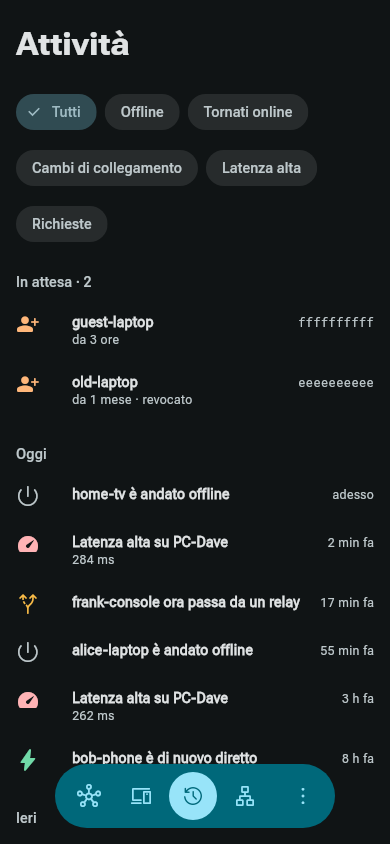 Attività
Tutti
Offline
Tornati online
Cambi di collegamento
Latenza alta
Richieste
In attesa · 2
guest-laptop
ffffffffff
da 3 ore
old-laptop
eeeeeeeeee
da 1 mese · revocato
Oggi
home-tv è andato offline
adesso
Latenza alta su PC-Dave
2 min fa
284 ms
frank-console ora passa da un relay
17 min fa
alice-laptop è andato offline
55 min fa
Latenza alta su PC-Dave
3 h fa
262 ms
bob-phone è di nuovo diretto
8 h fa
Ieri